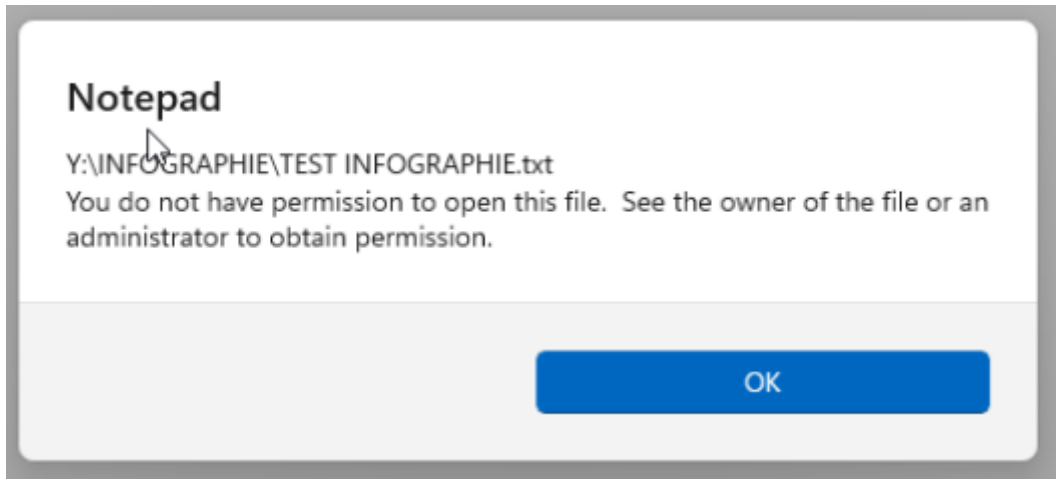 Notepad
Y:\INFOGRAPHIE\TEST INFOGRAPHIE.txt
You do not have permission to open this file.  See the owner of the file or an
administrator to obtain permission.
OK